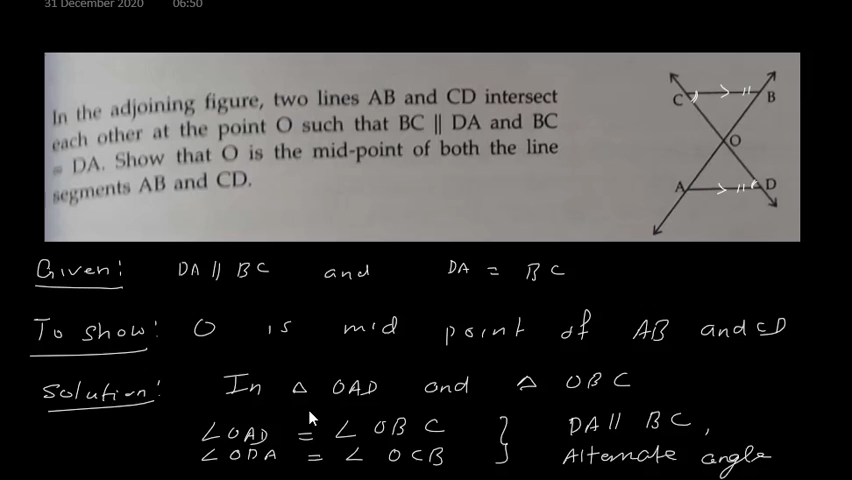 31 December 2020 06:50
In the adjoining figure, two lines AB and CD intersect
each other at the point O such that BC || DA and BC
= DA. Show that O is the mid-point of both the line
segments AB and CD.
C B
O
A D
Given: DA || BC and DA = BC
To show: O is mid point of AB and CD
Solution: In △ OAD and △ OBC
∠OAD = ∠OBC } DA || BC,
∠ODA = ∠OCB Alternate angle